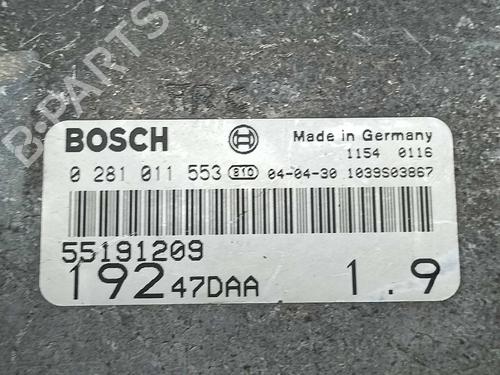 B-PARTS
BOSCH
Made in Germany
1154 0116
0 281 011 553 810 04-04-30 1039S03867
55191209
192 47DAA 1.9